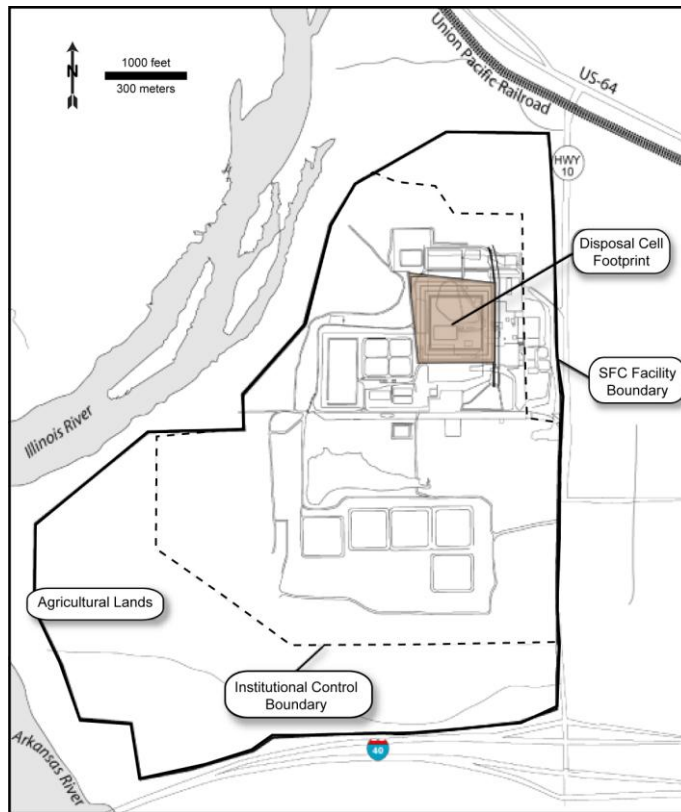 N
1000 feet
300 meters
Union Pacific Railroad
US-64
HWY
10
Disposal Cell
Footprint
SFC Facility
Boundary
Illinois River
Agricultural Lands
Institutional Control
Boundary
Arkansas River
40